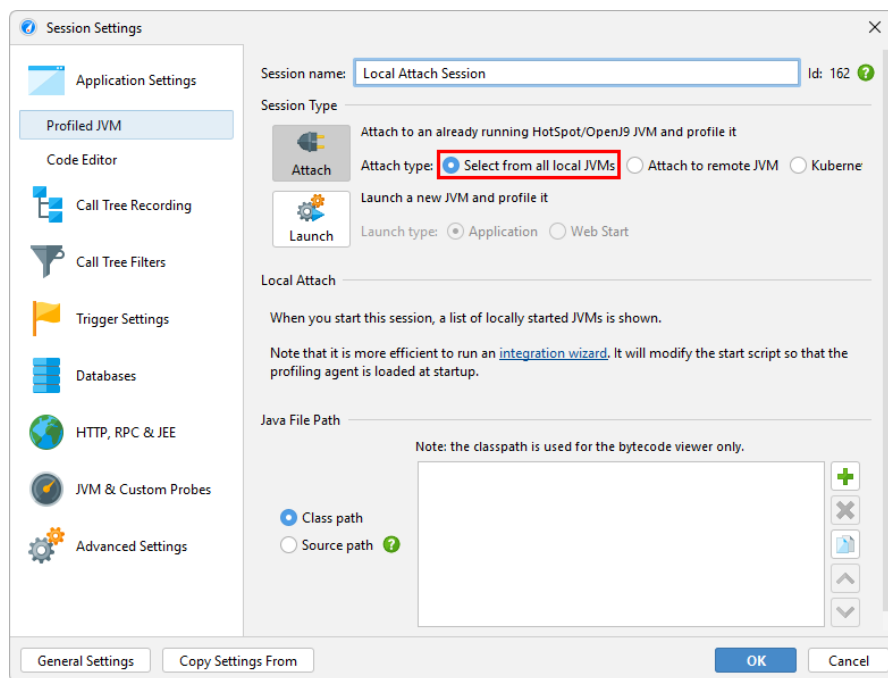 Session Settings
Application Settings
Profiled JVM
Code Editor
Call Tree Recording
Call Tree Filters
Trigger Settings
Databases
HTTP, RPC & JEE
JVM & Custom Probes
Advanced Settings
Session name: Local Attach Session Id: 162
Session Type
Attach to an already running HotSpot/OpenJ9 JVM and profile it
Attach
Attach type: Select from all local JVMs Attach to remote JVM Kuberne
Launch a new JVM and profile it
Launch
Launch type: Application Web Start
Local Attach
When you start this session, a list of locally started JVMs is shown.
Note that it is more efficient to run an integration wizard. It will modify the start script so that the
profiling agent is loaded at startup.
Java File Path
Note: the classpath is used for the bytecode viewer only.
Class path
Source path
General Settings Copy Settings From OK Cancel